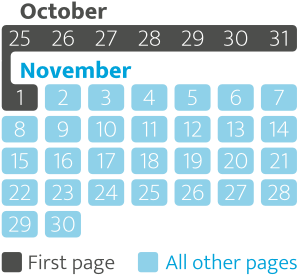 October
25 26 27 28 29 30 31
November
1 2 3 4 5 6 7
8 9 10 11 12 13 14
15 16 17 18 19 20 21
22 23 24 25 26 27 28
29 30
First page All other pages